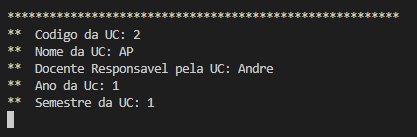 ********************************************************
**  Codigo da UC: 2
**  Nome da UC: AP
**  Docente Responsavel pela UC: Andre
**  Ano da Uc: 1
**  Semestre da UC: 1